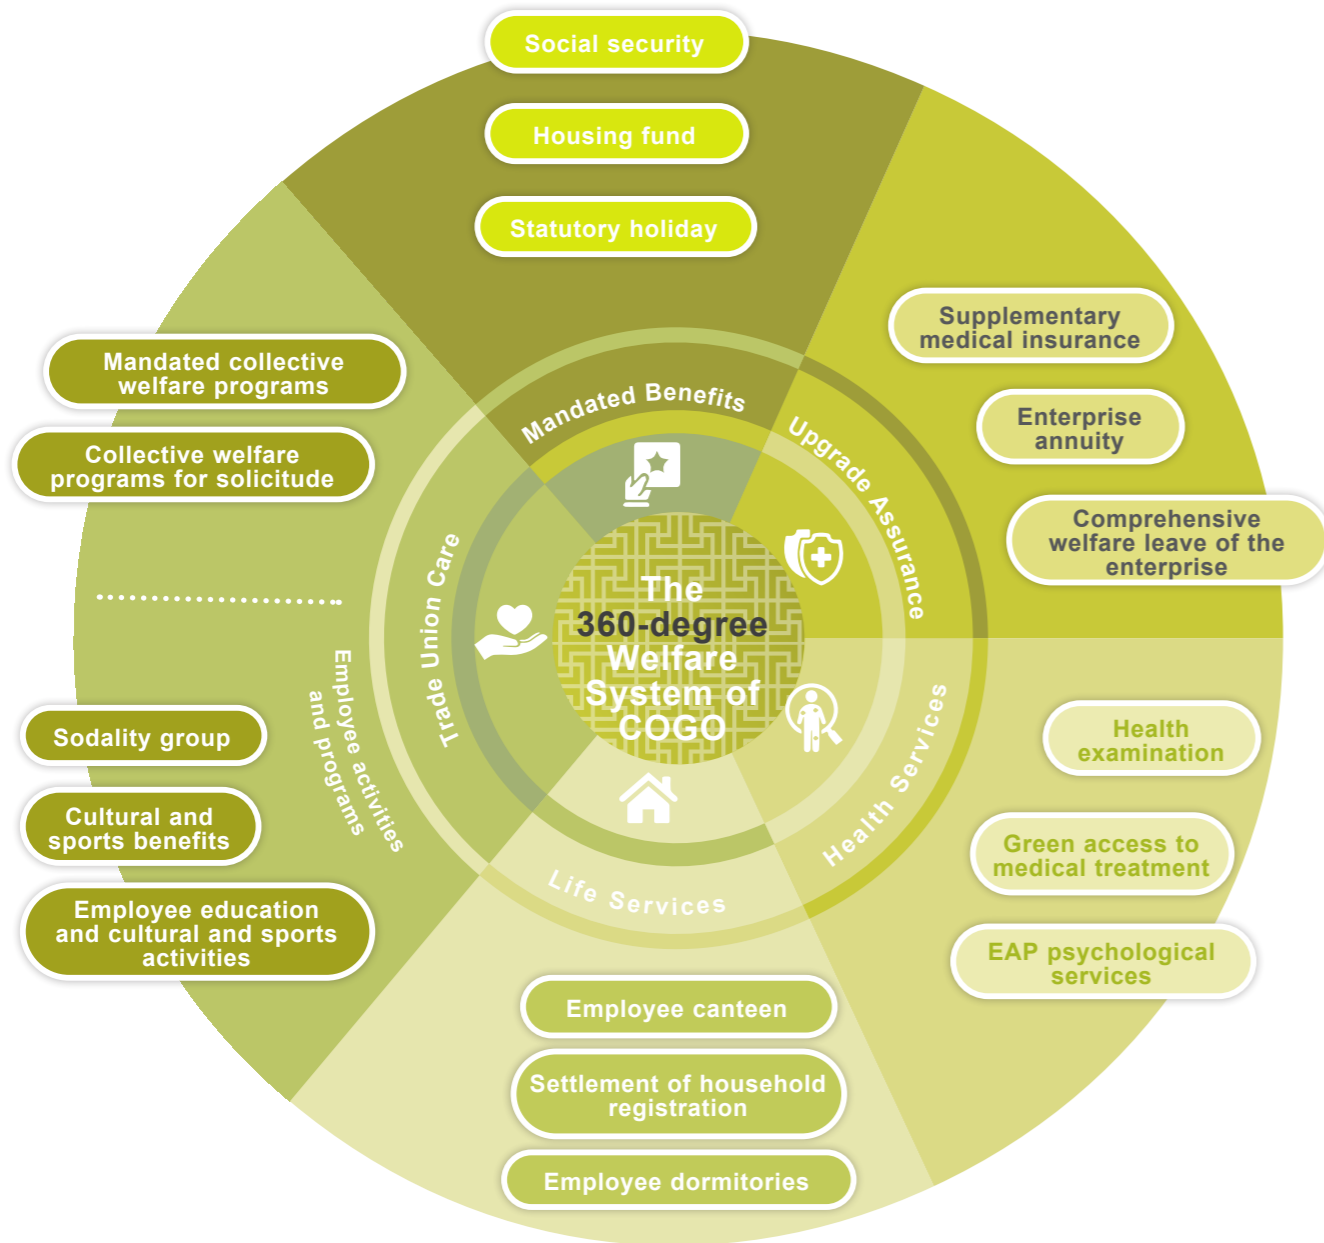 Social security
Housing fund
Statutory holiday
Mandated Benefits
Supplementary
medical insurance
Enterprise
annuity
Comprehensive
welfare leave of the
enterprise
Upgrade Assurance
Health
examination
Green access to
medical treatment
EAP psychological
services
Health Services
Employee canteen
Settlement of household
registration
Employee dormitories
Life Services
Mandated collective
welfare programs
Collective welfare
programs for solicitude
Employee activities
and programs
Sodality group
Cultural and
sports benefits
Employee education
and cultural and sports
activities
Trade Union Care
The
360-degree
Welfare
System of
COGO